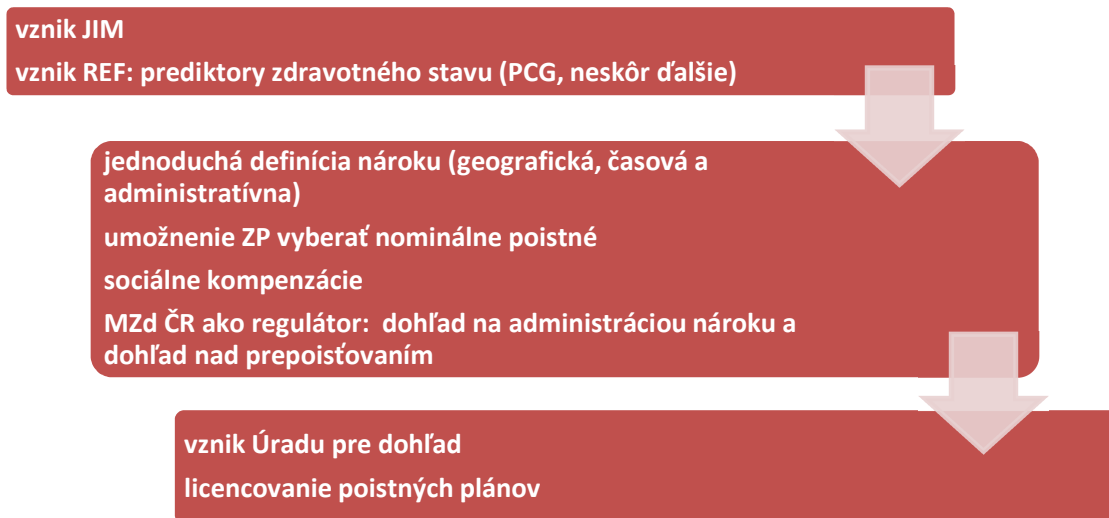 vznik JIM
vznik REF: prediktory zdravotného stavu (PCG, neskôr ďalšie)
jednoduchá definícia nároku (geografická, časová a
administratívna)
umožnenie ZP vyberať nominálne poistné
sociálne kompenzácie
MZd ČR ako regulátor:  dohľad na administráciou nároku a
dohľad nad prepoisťovaním
vznik Úradu pre dohľad
licencovanie poistných plánov